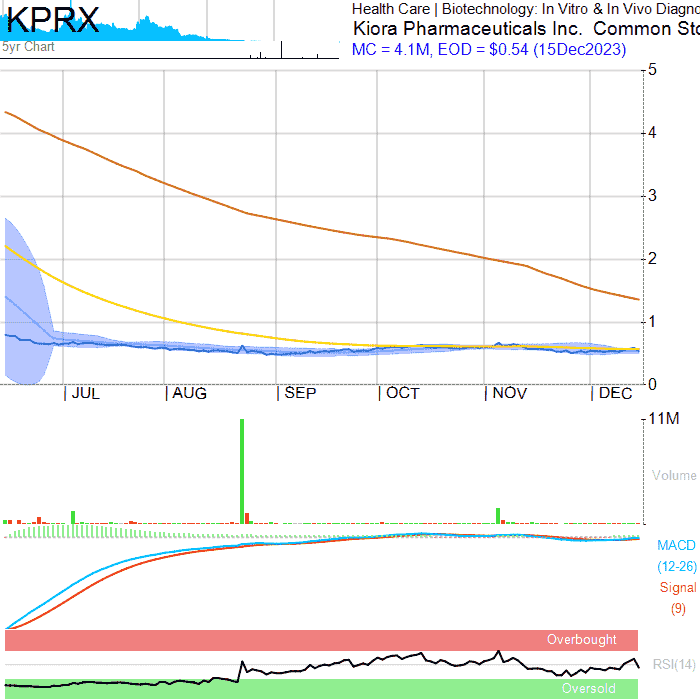 KPRX
5yr Chart
Health Care | Biotechnology: In Vitro & In Vivo Diagno
Kiora Pharmaceuticals Inc. Common Sto
MC = 4.1M, EOD = $0.54 (15Dec2023)
5
4
3
2
1
0
JUL AUG SEP OCT NOV DEC
11M
Volume
MACD
(12-26)
Signal
(9)
Overbought
RSI(14)
Oversold